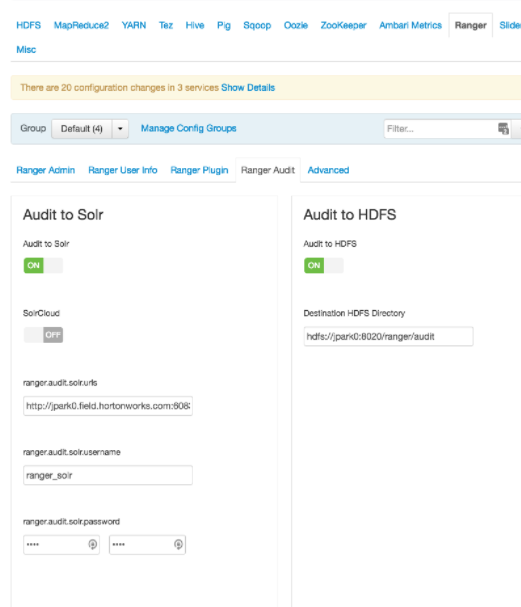 HDFS MapReduce2 YARN Tez Hive Pig Sqoop Oozie ZooKeeper Ambari Metrics Ranger Slider
Misc
There are 20 configuration changes in 3 services Show Details
Group Default (4) Manage Config Groups Filter...
Ranger Admin Ranger User Info Ranger Plugin Ranger Audit Advanced
Audit to Solr
Audit to Solr
ON
SolrCloud
OFF
ranger.audit.solr.urls
http://jpark0.field.hortonworks.com:608
ranger.audit.solr.username
ranger_solr
ranger.audit.solr.password
•••• ••••
Audit to HDFS
Audit to HDFS
ON
Destination HDFS Directory
hdfs://jpark0:8020/ranger/audit